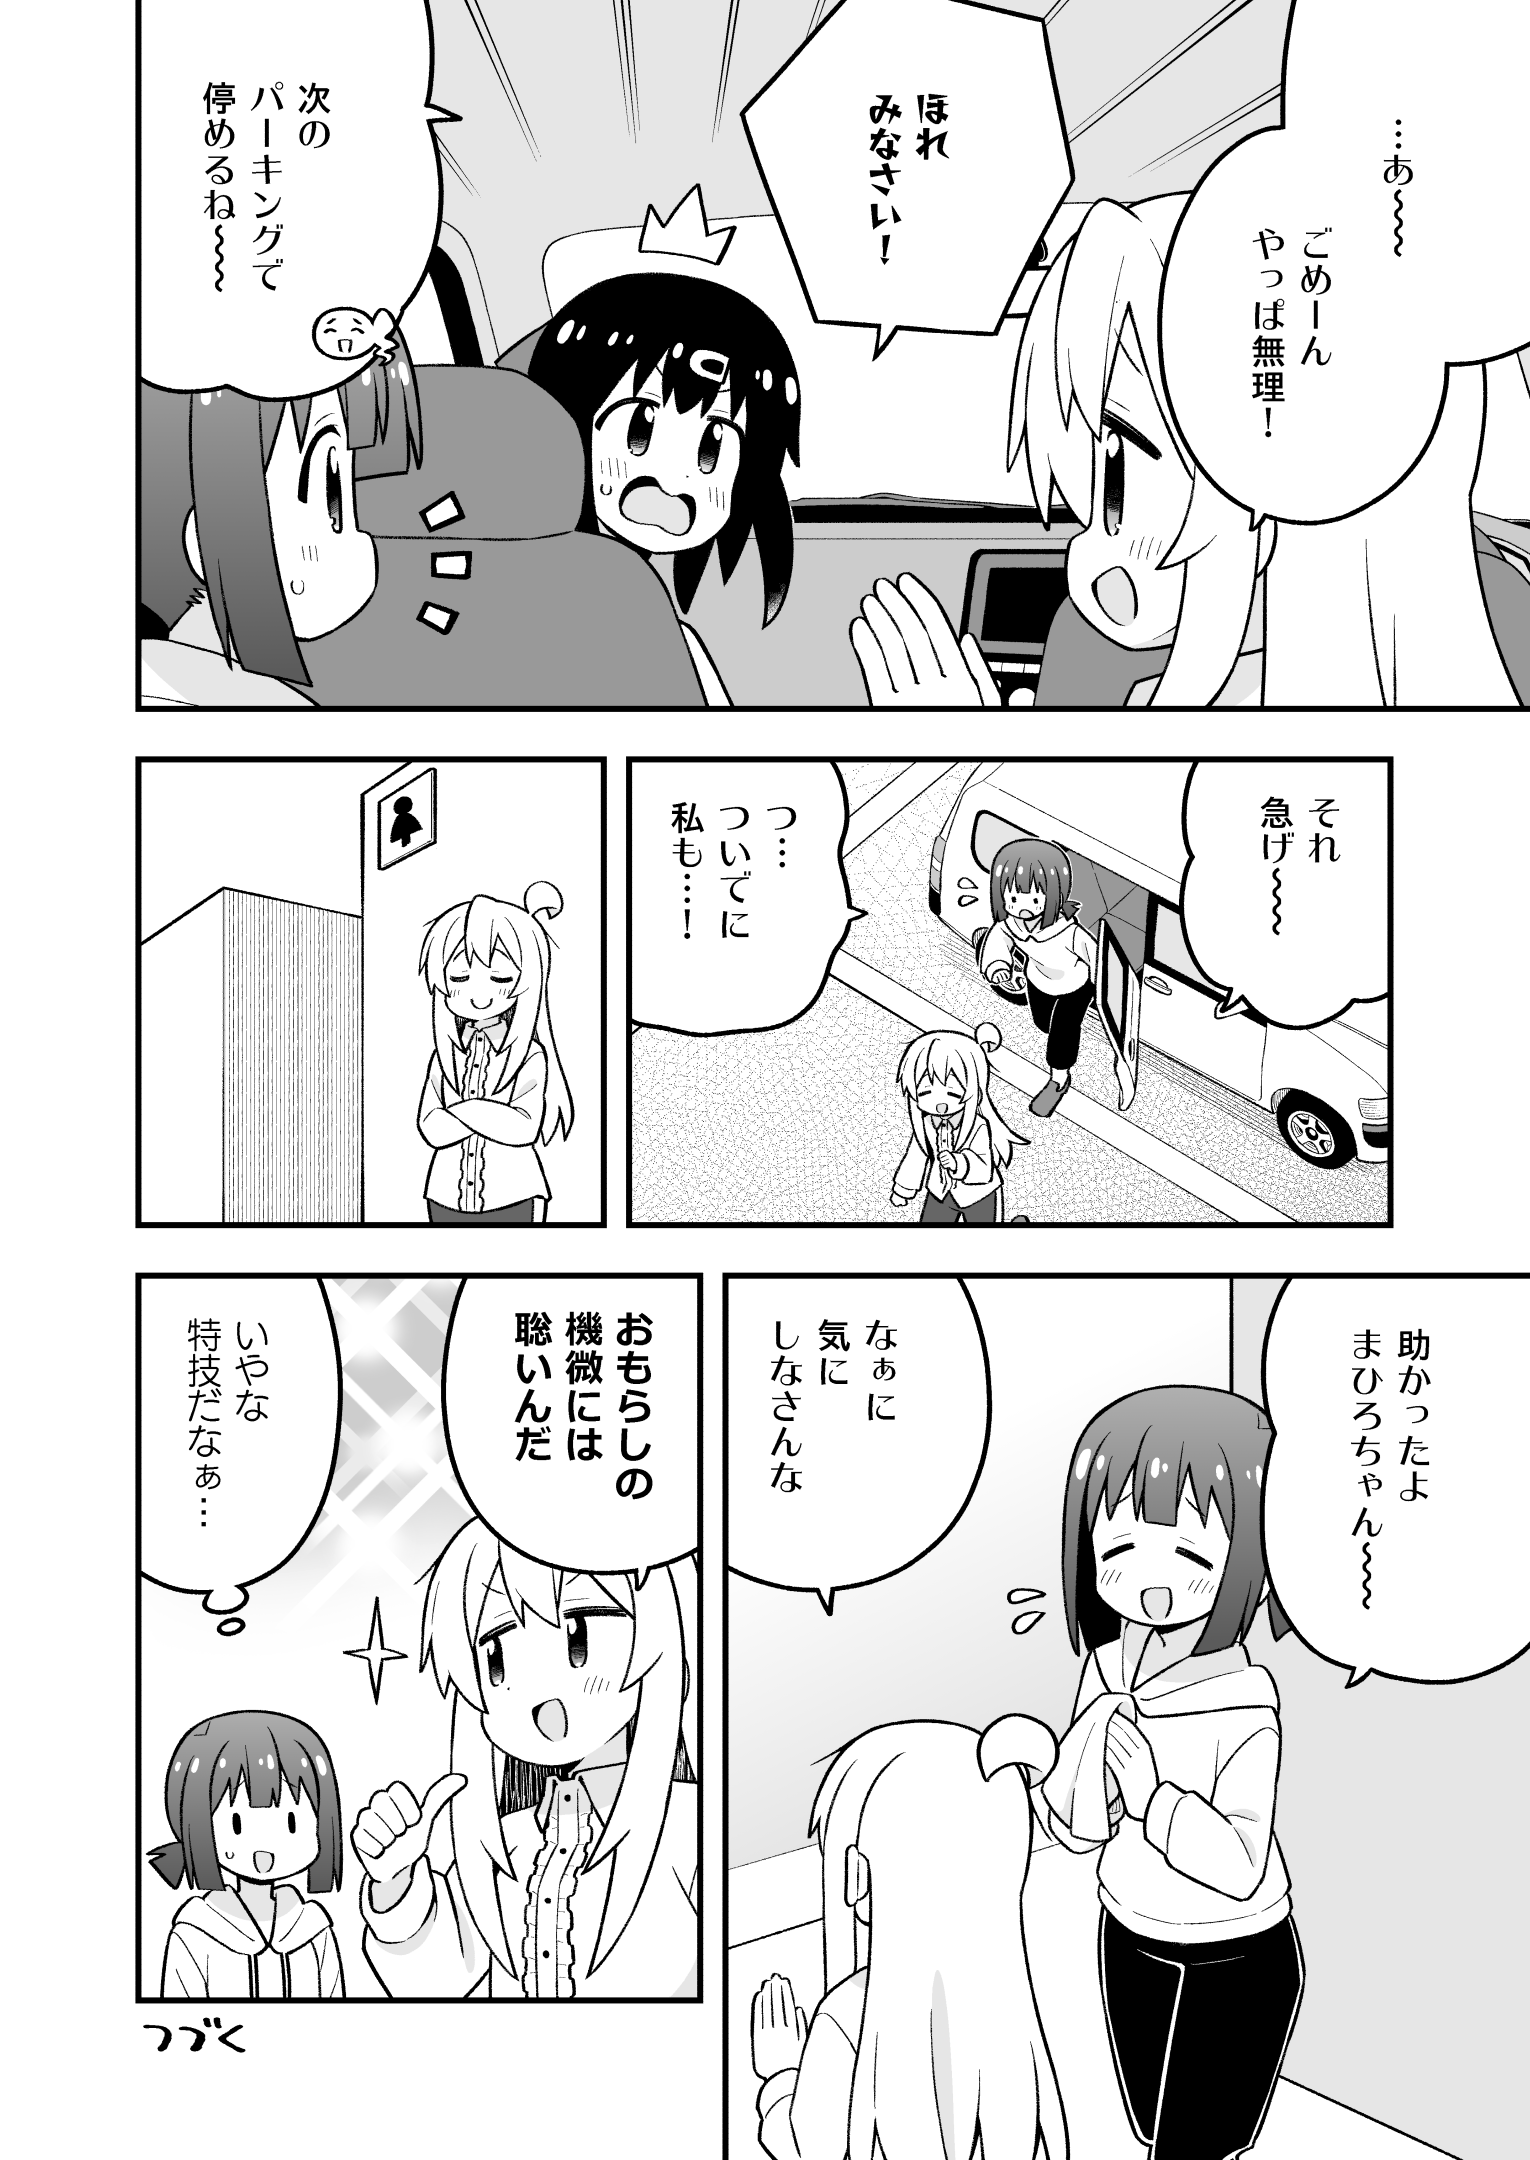 …あ〜〜〜
ごめーん
やっぱ無理！
ほれ
みなさい！
次の
パーキングで
停めるね〜〜
それ
急げ〜〜
つ…
ついでに
私も……！
助かったよ
まひろちゃん〜〜
なぁに
気に
しなさんな
おもらしの
機微には
聡いんだ
いやな
特技だなぁ…
つづく